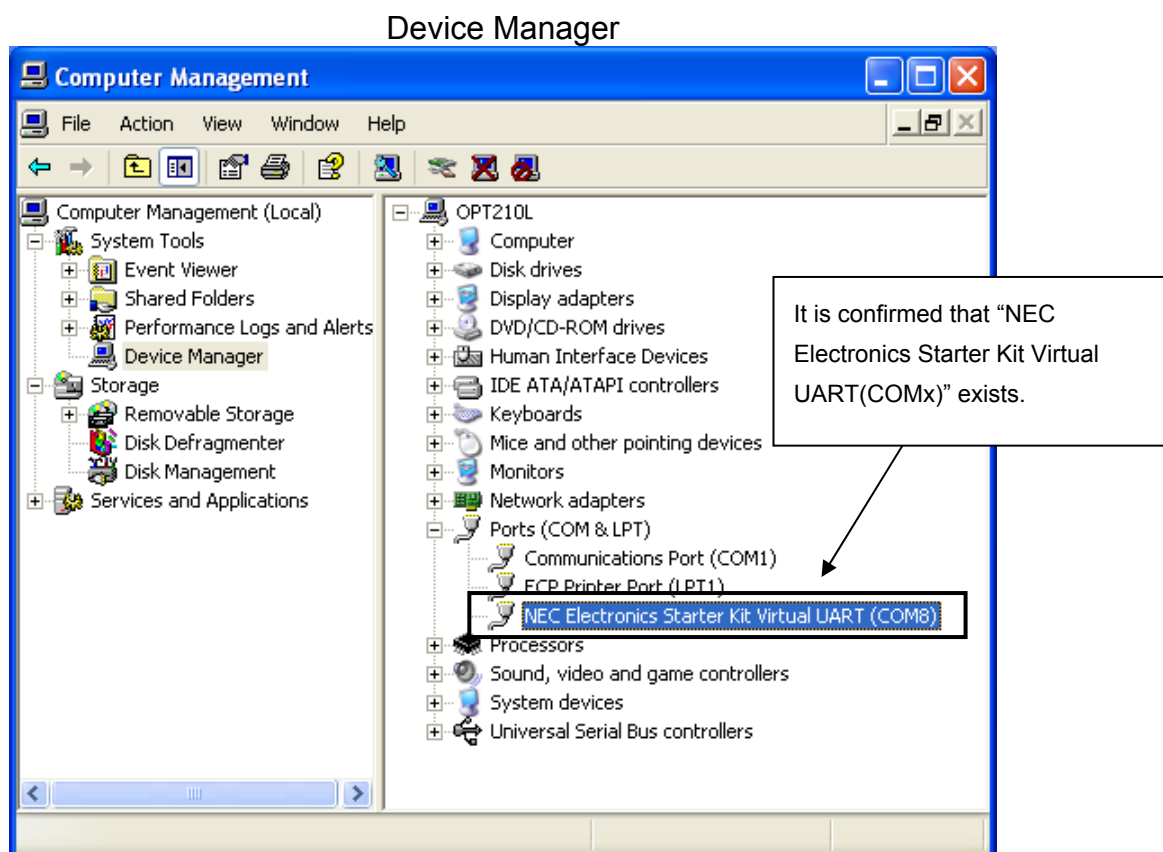 Device Manager
Computer Management
File Action View Window Help
Computer Management (Local)
System Tools
Event Viewer
Shared Folders
Performance Logs and Alerts
Device Manager
Storage
Removable Storage
Disk Defragmenter
Disk Management
Services and Applications
OPT210L
Computer
Disk drives
Display adapters
DVD/CD-ROM drives
Human Interface Devices
IDE ATA/ATAPI controllers
Keyboards
Mice and other pointing devices
Monitors
Network adapters
Ports (COM & LPT)
Communications Port (COM1)
ECP Printer Port (LPT1)
NEC Electronics Starter Kit Virtual UART (COM8)
Processors
Sound, video and game controllers
System devices
Universal Serial Bus controllers
It is confirmed that “NEC
Electronics Starter Kit Virtual
UART(COMx)” exists.